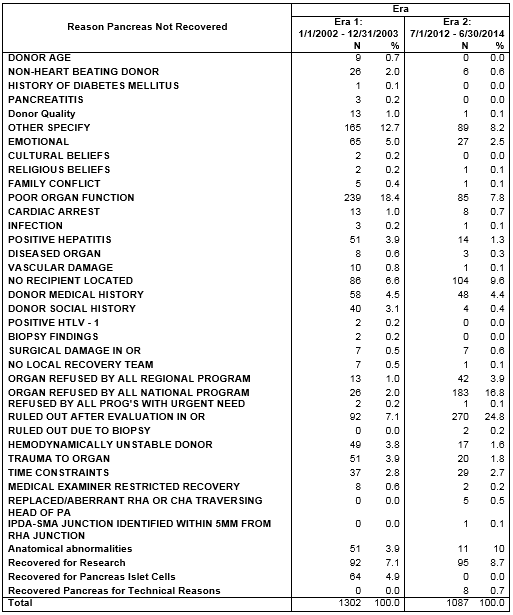 Era
Reason Pancreas Not Recovered
Era 1: Era 2:
1/1/2002 - 12/31/2003 7/1/2012 - 6/30/2014
N % N %
DONOR AGE 9 0.7 0 0.0
NON-HEART BEATING DONOR 26 2.0 6 0.6
HISTORY OF DIABETES MELLITUS 1 0.1 0 0.0
PANCREATITIS 3 0.2 0 0.0
Donor Quality 13 1.0 1 0.1
OTHER SPECIFY 165 12.7 89 8.2
EMOTIONAL 65 5.0 27 2.5
CULTURAL BELIEFS 2 0.2 0 0.0
RELIGIOUS BELIEFS 2 0.2 1 0.1
FAMILY CONFLICT 5 0.4 1 0.1
POOR ORGAN FUNCTION 239 18.4 85 7.8
CARDIAC ARREST 13 1.0 8 0.7
INFECTION 3 0.2 1 0.1
POSITIVE HEPATITIS 51 3.9 14 1.3
DISEASED ORGAN 8 0.6 3 0.3
VASCULAR DAMAGE 10 0.8 1 0.1
NO RECIPIENT LOCATED 86 6.6 104 9.6
DONOR MEDICAL HISTORY 58 4.5 48 4.4
DONOR SOCIAL HISTORY 40 3.1 4 0.4
POSITIVE HTLV - 1 2 0.2 0 0.0
BIOPSY FINDINGS 2 0.2 0 0.0
SURGICAL DAMAGE IN OR 7 0.5 7 0.6
NO LOCAL RECOVERY TEAM 7 0.5 1 0.1
ORGAN REFUSED BY ALL REGIONAL PROGRAM 13 1.0 42 3.9
ORGAN REFUSED BY ALL NATIONAL PROGRAM 26 2.0 183 16.8
REFUSED BY ALL PROG'S WITH URGENT NEED 2 0.2 1 0.1
RULED OUT AFTER EVALUATION IN OR 92 7.1 270 24.8
RULED OUT DUE TO BIOPSY 0 0.0 2 0.2
HEMODYNAMICALLY UNSTABLE DONOR 49 3.8 17 1.6
TRAUMA TO ORGAN 51 3.9 20 1.8
TIME CONSTRAINTS 37 2.8 29 2.7
MEDICAL EXAMINER RESTRICTED RECOVERY 8 0.6 2 0.2
REPLACED/ABERRANT RHA OR CHA TRAVERSING 0 0.0 5 0.5
HEAD OF PA
IPDA-SMA JUNCTION IDENTIFIED WITHIN 5MM FROM 0 0.0 1 0.1
RHA JUNCTION
Anatomical abnormalities 51 3.9 11 10
Recovered for Research 92 7.1 95 8.7
Recovered for Pancreas Islet Cells 64 4.9 0 0.0
Recovered Pancreas for Technical Reasons 0 0.0 8 0.7
Total 1302 100.0 1087 100.0